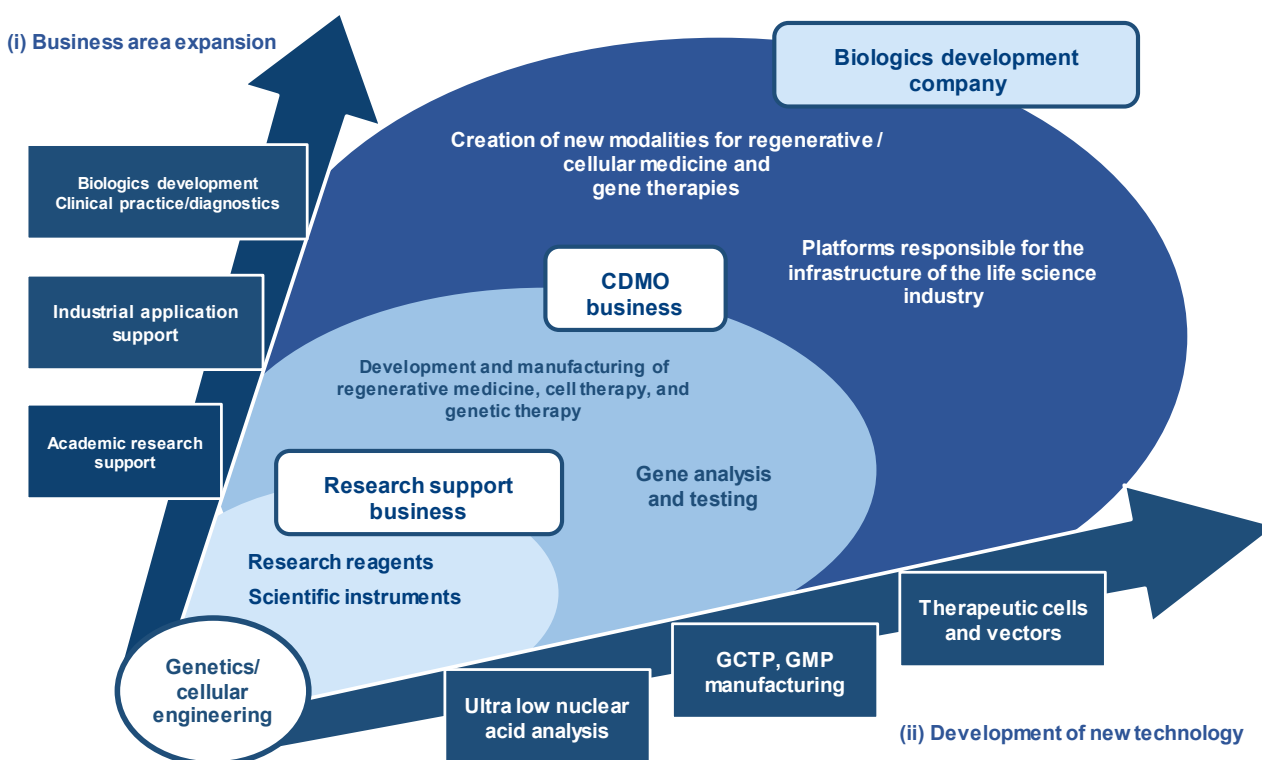 (i) Business area expansion
Biologics development
company
Creation of new modalities for regenerative /
cellular medicine and
gene therapies
Biologics development
Clinical practice/diagnostics
Platforms responsible for the
infrastructure of the life science
industry
CDMO
business
Industrial application
support
Development and manufacturing of
regenerative medicine, cell therapy, and
genetic therapy
Academic research
support
Research support
business
Gene analysis
and testing
Research reagents
Scientific instruments
Therapeutic cells
and vectors
GCTP, GMP
manufacturing
Genetics/
cellular
engineering
Ultra low nuclear
acid analysis
(ii) Development of new technology